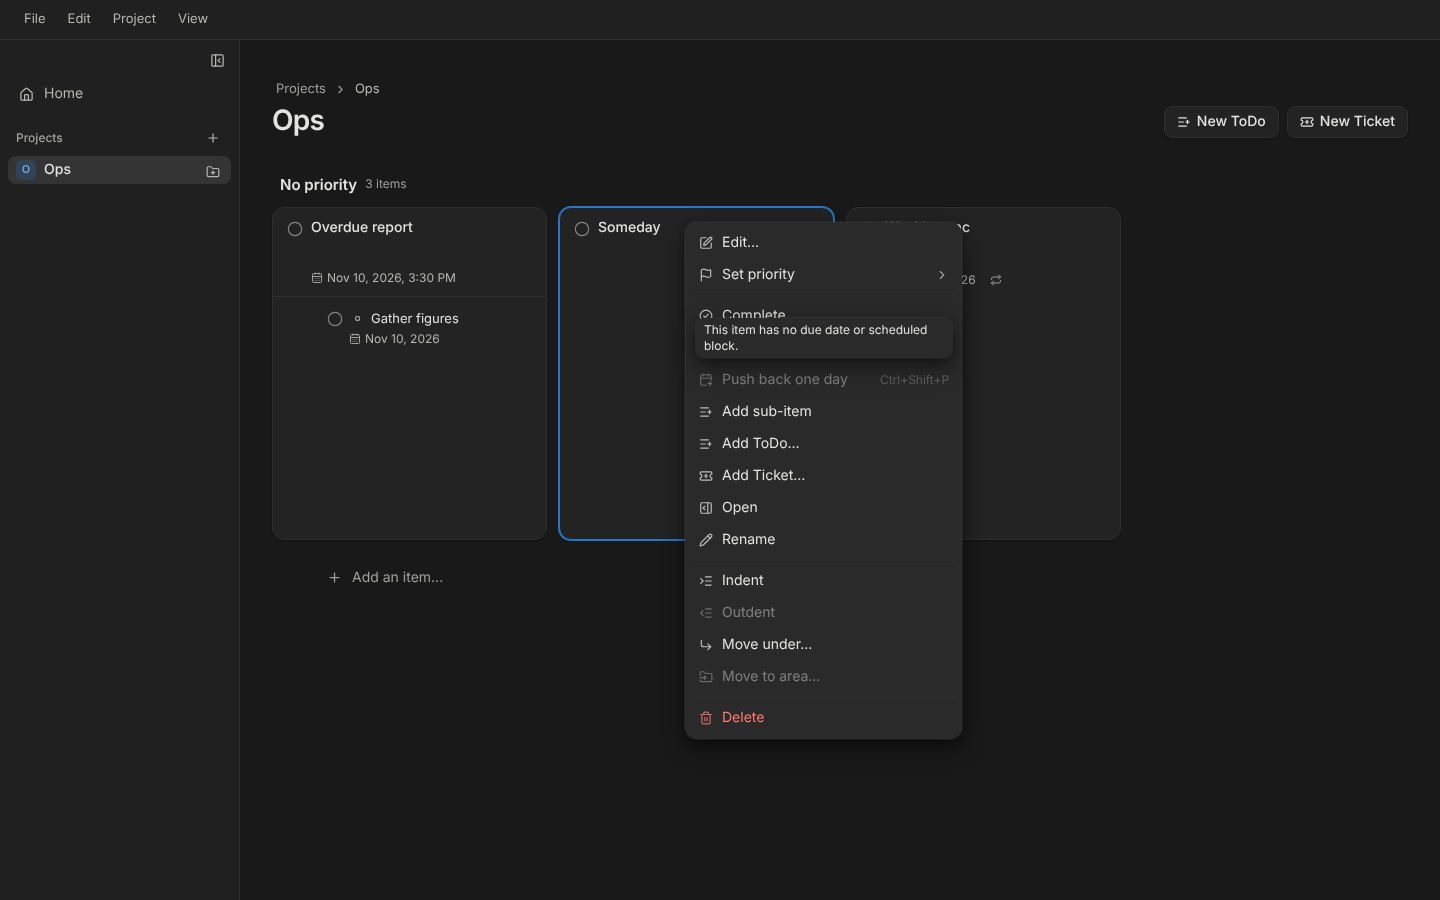 File Edit Project View
Home
Projects
O Ops
Projects > Ops
Ops
New ToDo
New Ticket
No priority 3 items
Overdue report
Nov 10, 2026, 3:30 PM
Gather figures
Nov 10, 2026
Someday
Edit...
Set priority
Complete
This item has no due date or scheduled
block.
Push back one day Ctrl+Shift+P
Add sub-item
Add ToDo...
Add Ticket...
Open
Rename
Indent
Outdent
Move under...
Move to area...
Delete
Add an item...